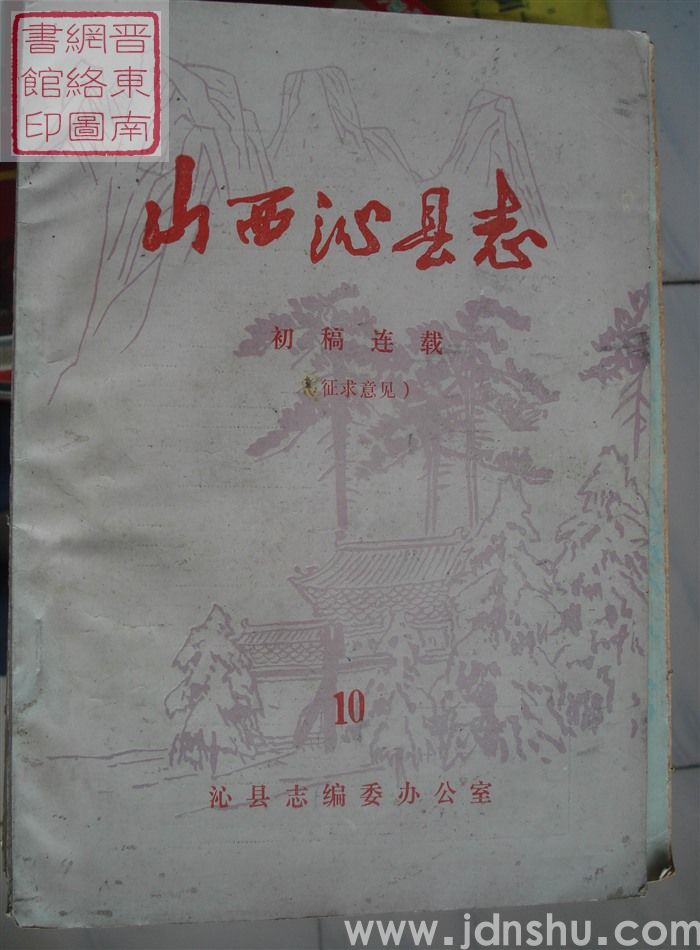 晋東南
網絡圖
書館印
山西沁县志
初稿连载
征求意见）
10
沁县志编委办公室
www.jdnshu.com